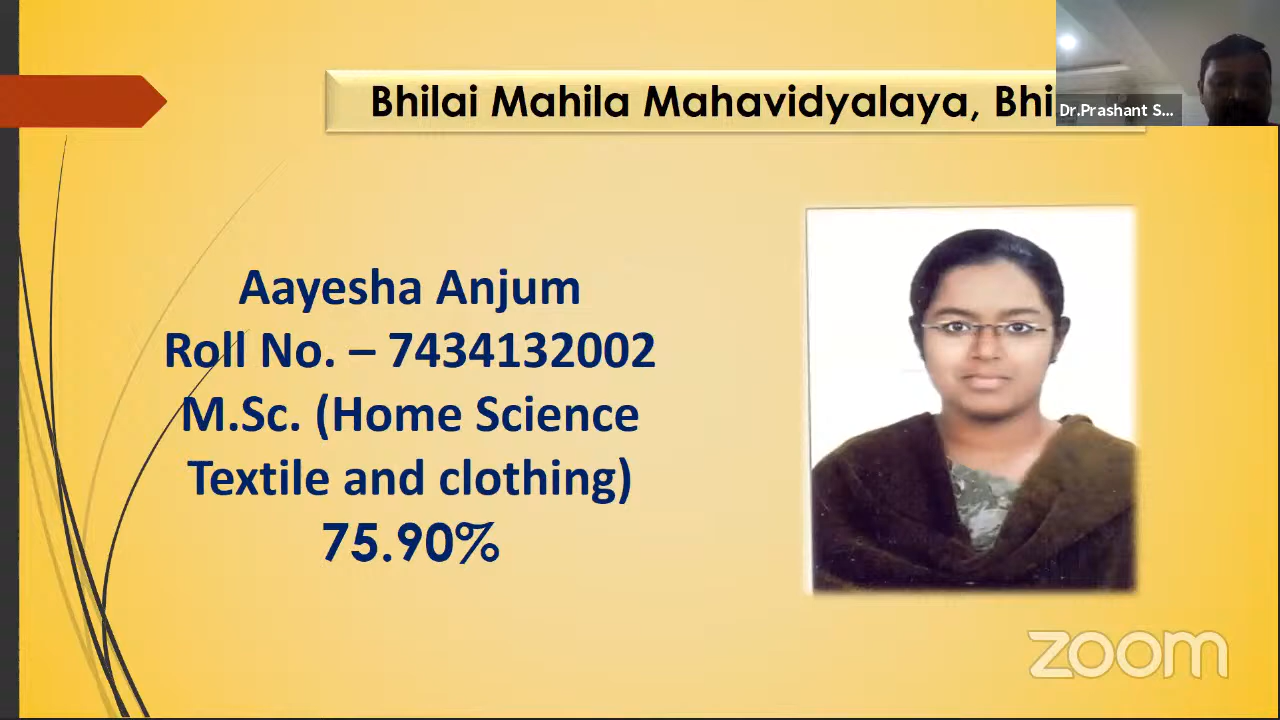 Bhilai Mahila Mahavidyalaya, Bhi
Dr.Prashant S...
Aayesha Anjum
Roll No. – 7434132002
M.Sc. (Home Science
Textile and clothing)
75.90%
zoom